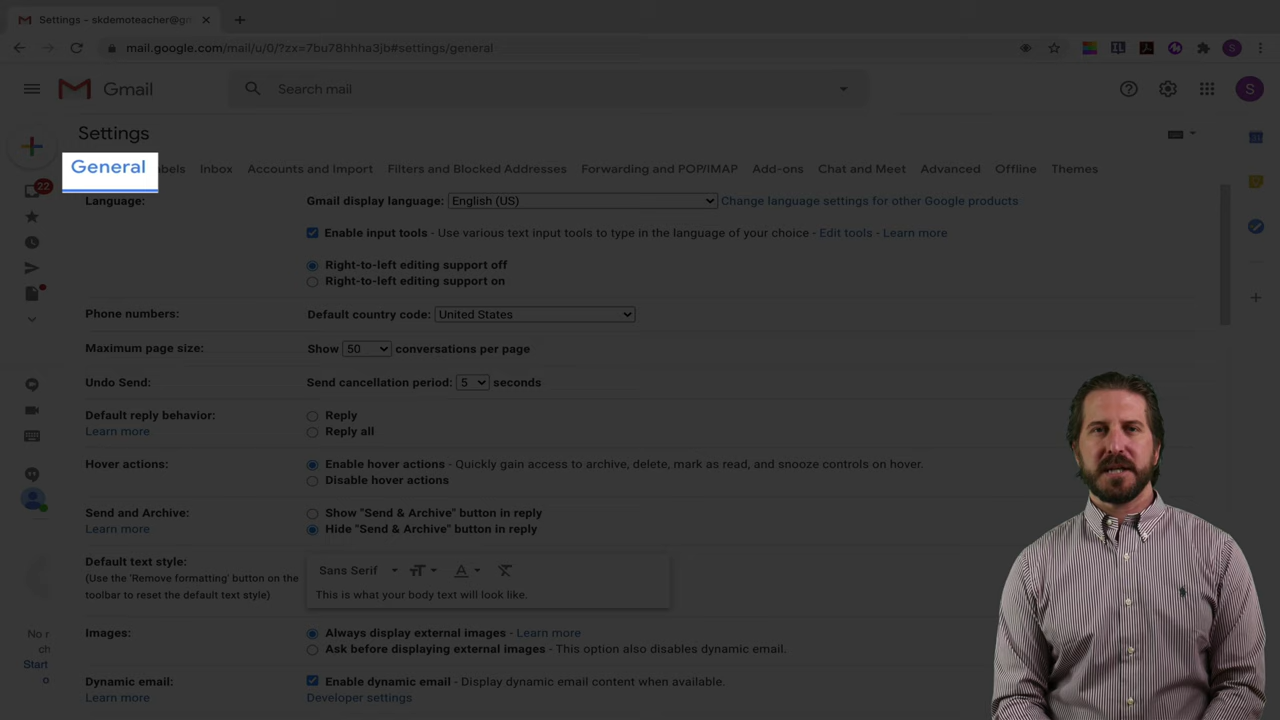 Settings - skdemoteacher@gm
mail.google.com/mail/u/0/?zx=7bu78hhha3jb#settings/general
S
Gmail
Search mail
S
Settings
General
abels
Inbox
Accounts and Import
Filters and Blocked Addresses
Forwarding and POP/IMAP
Add-ons
Chat and Meet
Advanced
Offline
Themes
22
Language:
Gmail display language: English (US) Change language settings for other Google products
Enable input tools - Use various text input tools to type in the language of your choice - Edit tools - Learn more
Right-to-left editing support off
Right-to-left editing support on
Phone numbers:
Default country code: United States
Maximum page size:
Show 50 conversations per page
Undo Send:
Send cancellation period: 5 seconds
Default reply behavior:
Learn more
Reply
Reply all
Hover actions:
Enable hover actions - Quickly gain access to archive, delete, mark as read, and snooze controls on hover.
Disable hover actions
Send and Archive:
Learn more
Show "Send & Archive" button in reply
Hide "Send & Archive" button in reply
Default text style:
(Use the 'Remove formatting' button on the
toolbar to reset the default text style)
Sans Serif
This is what your body text will look like.
Images:
Always display external images - Learn more
Ask before displaying external images - This option also disables dynamic email.
Dynamic email:
Learn more
Enable dynamic email - Display dynamic email content when available.
Developer settings
No r
ch
Start
o